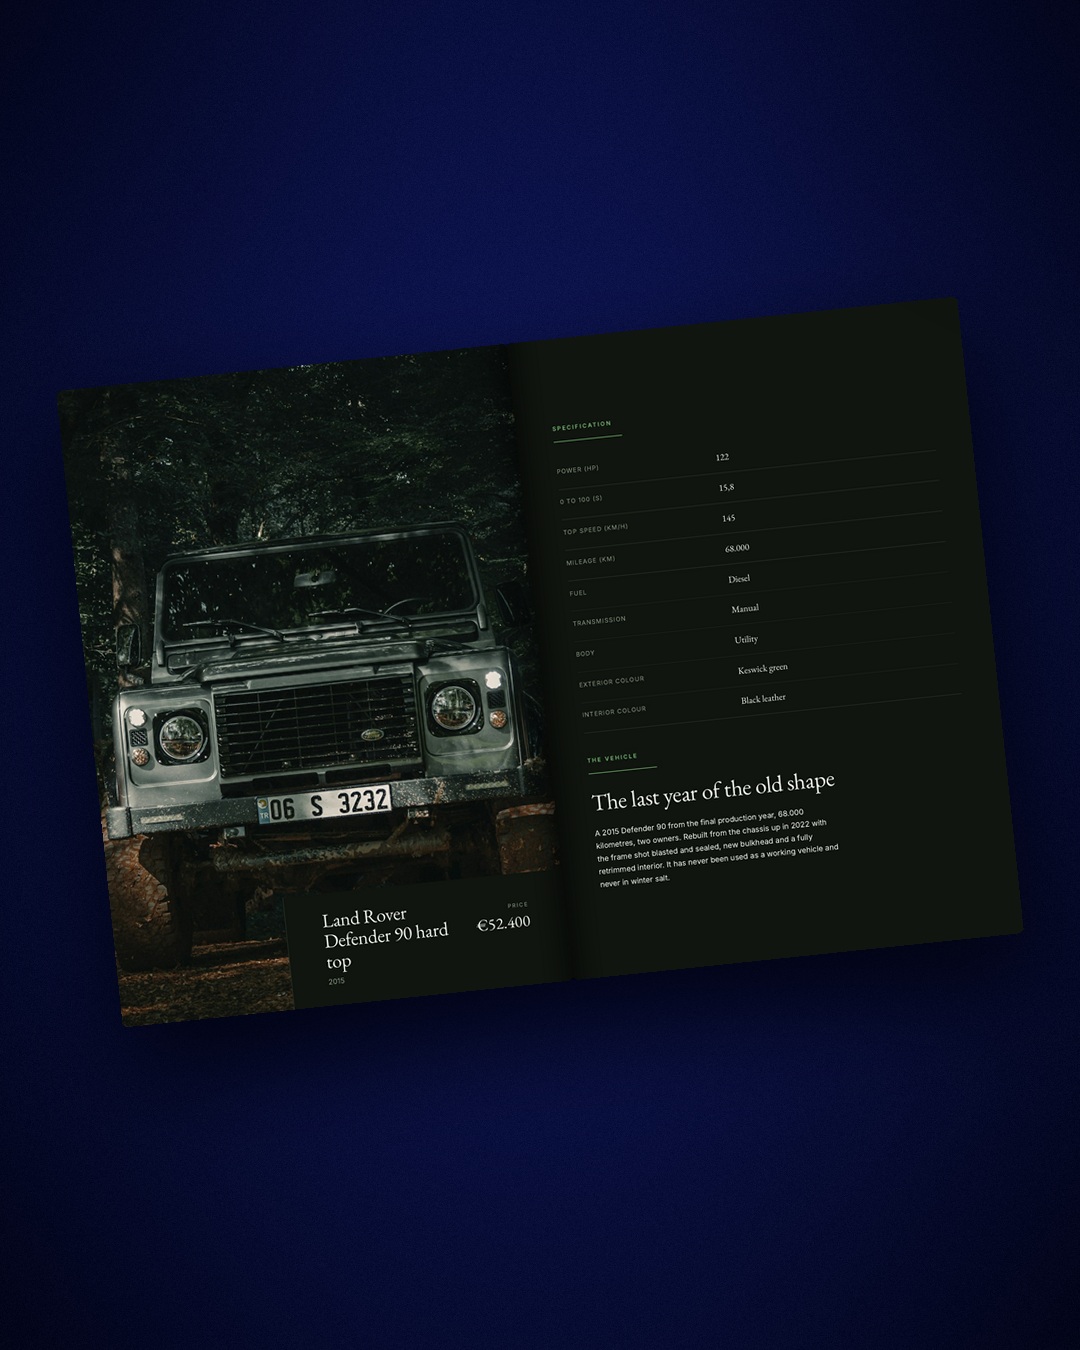 06 S 3232
TR
Land Rover
Defender 90 hard
top
2015
PRICE
€52.400
SPECIFICATION
POWER (HP) 122
0 TO 100 (S) 15,8
TOP SPEED (KM/H) 145
MILEAGE (KM) 68.000
FUEL Diesel
TRANSMISSION Manual
BODY Utility
EXTERIOR COLOUR Keswick green
INTERIOR COLOUR Black leather
THE VEHICLE
The last year of the old shape
A 2015 Defender 90 from the final production year, 68.000
kilometres, two owners. Rebuilt from the chassis up in 2022 with
the frame shot blasted and sealed, new bulkhead and a fully
retrimmed interior. It has never been used as a working vehicle and
never in winter salt.